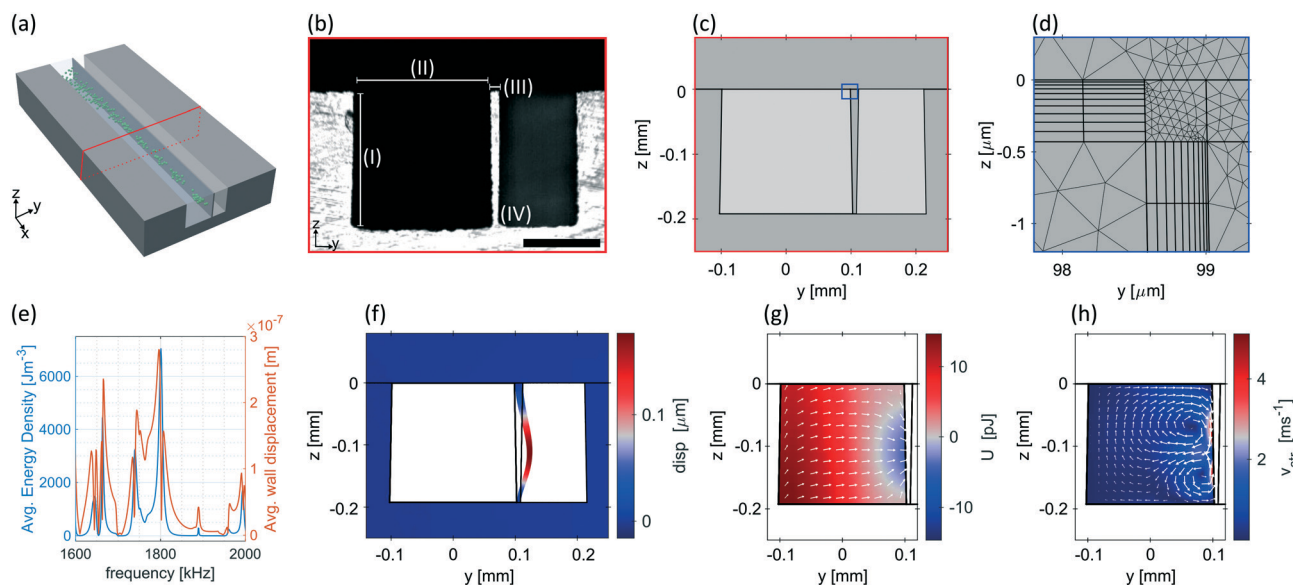 (a)
z
y
x
(b)
(II)
(III)
(I)
(IV)
z
y
(c)
z [mm]
0
-0.1
-0.2
-0.1 0 0.1 0.2
y [mm]
(d)
z [μm]
0
-0.5
-1
98 99
y [μm]
(e)
×10⁻⁷
Avg. Energy Density [Jm⁻³]
6000
4000
2000
0
3
2
1
0
Avg. wall displacement [m]
1600 1800 2000
frequency [kHz]
(f)
z [mm]
0
-0.1
-0.2
-0.1 0 0.1 0.2
y [mm]
0.1
0
disp [μm]
(g)
z [mm]
0
-0.1
-0.2
-0.1 0 0.1
y [mm]
10
0
-10
U [pJ]
(h)
z [mm]
0
-0.1
-0.2
-0.1 0 0.1
y [mm]
4
2
v_str [ms⁻¹]